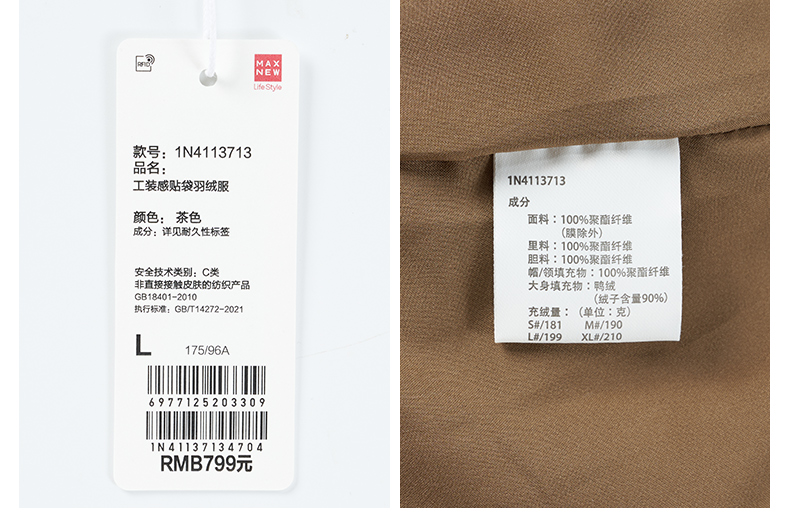 RFID
MAX
NEW
Life Style
款号：1N4113713
品名：
工装感贴袋羽绒服
颜色：茶色
成分：详见耐久性标签
安全技术类别：C类
非直接接触皮肤的纺织产品
GB18401-2010
执行标准：GB/T14272-2021
L 175/96A
6977125203309
1N41137134704
RMB799元
1N4113713
成分
面料：100%聚酯纤维
（膜除外）
里料：100%聚酯纤维
胆料：100%聚酯纤维
帽/领填充物：100%聚酯纤维
大身填充物：鸭绒
（绒子含量90%）
充绒量：（单位：克）
S#/181 M#/190
L#/199 XL#/210